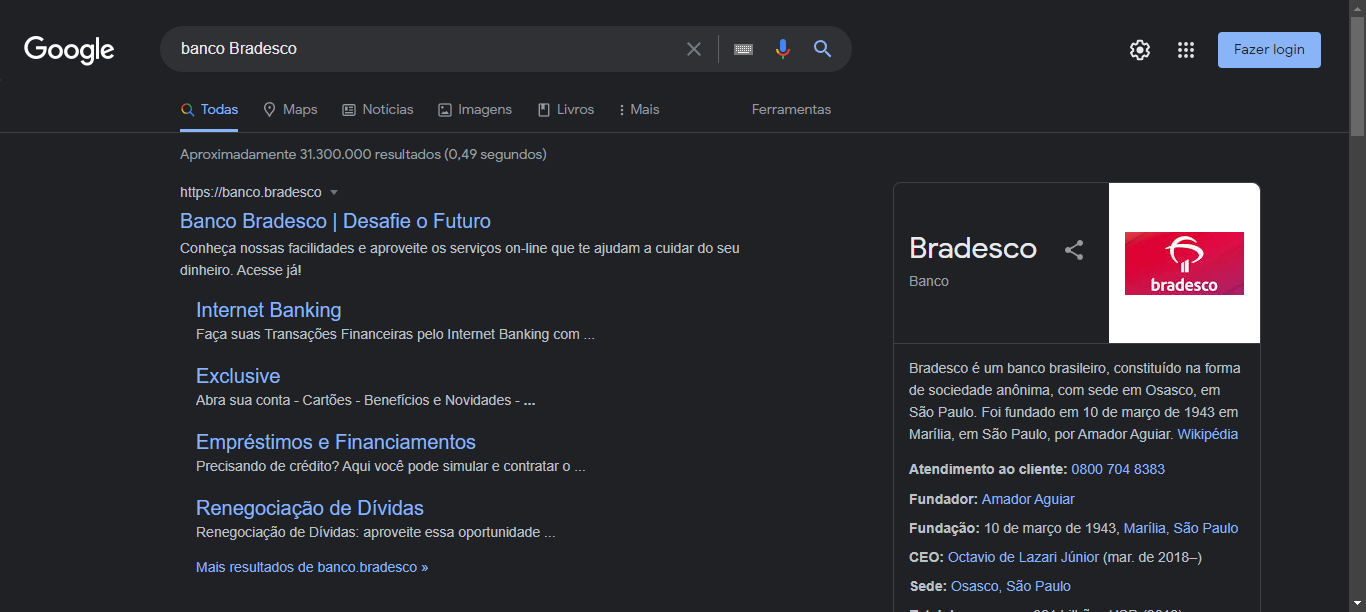 Google
banco Bradesco
Fazer login
Todas
Maps
Notícias
Imagens
Livros
Mais
Ferramentas
Aproximadamente 31.300.000 resultados (0,49 segundos)
https://banco.bradesco
Banco Bradesco | Desafie o Futuro
Conheça nossas facilidades e aproveite os serviços on-line que te ajudam a cuidar do seu
dinheiro. Acesse já!
Internet Banking
Faça suas Transações Financeiras pelo Internet Banking com ...
Exclusive
Abra sua conta - Cartões - Benefícios e Novidades - ...
Empréstimos e Financiamentos
Precisando de crédito? Aqui você pode simular e contratar o ...
Renegociação de Dívidas
Renegociação de Dívidas: aproveite essa oportunidade ...
Mais resultados de banco.bradesco »
Bradesco
Banco
bradesco
Bradesco é um banco brasileiro, constituído na forma
de sociedade anônima, com sede em Osasco, em
São Paulo. Foi fundado em 10 de março de 1943 em
Marília, em São Paulo, por Amador Aguiar. Wikipédia
Atendimento ao cliente: 0800 704 8383
Fundador: Amador Aguiar
Fundação: 10 de março de 1943, Marília, São Paulo
CEO: Octavio de Lazari Júnior (mar. de 2018–)
Sede: Osasco, São Paulo